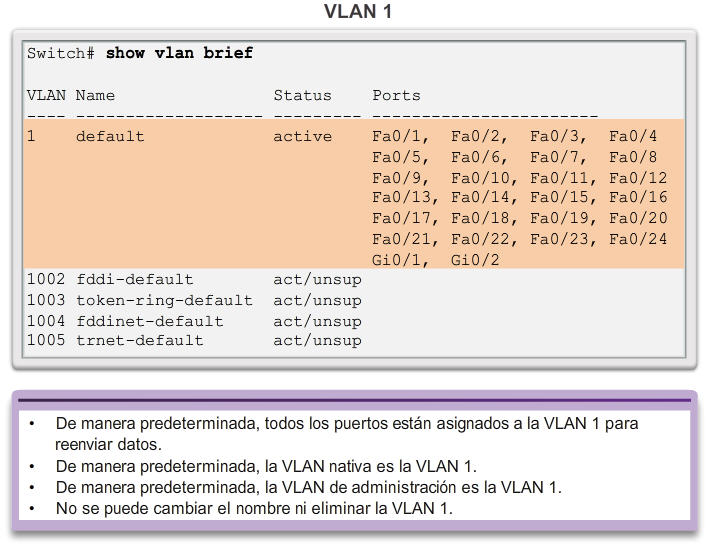 VLAN 1
Switch# show vlan brief
VLAN Name                Status    Ports
---- ------------------- --------- -----------------------
1    default             active    Fa0/1,  Fa0/2,  Fa0/3,  Fa0/4
                                   Fa0/5,  Fa0/6,  Fa0/7,  Fa0/8
                                   Fa0/9,  Fa0/10, Fa0/11, Fa0/12
                                   Fa0/13, Fa0/14, Fa0/15, Fa0/16
                                   Fa0/17, Fa0/18, Fa0/19, Fa0/20
                                   Fa0/21, Fa0/22, Fa0/23, Fa0/24
                                   Gi0/1,  Gi0/2
1002 fddi-default        act/unsup
1003 token-ring-default  act/unsup
1004 fddinet-default     act/unsup
1005 trnet-default       act/unsup
• De manera predeterminada, todos los puertos están asignados a la VLAN 1 para
reenviar datos.
• De manera predeterminada, la VLAN nativa es la VLAN 1.
• De manera predeterminada, la VLAN de administración es la VLAN 1.
• No se puede cambiar el nombre ni eliminar la VLAN 1.